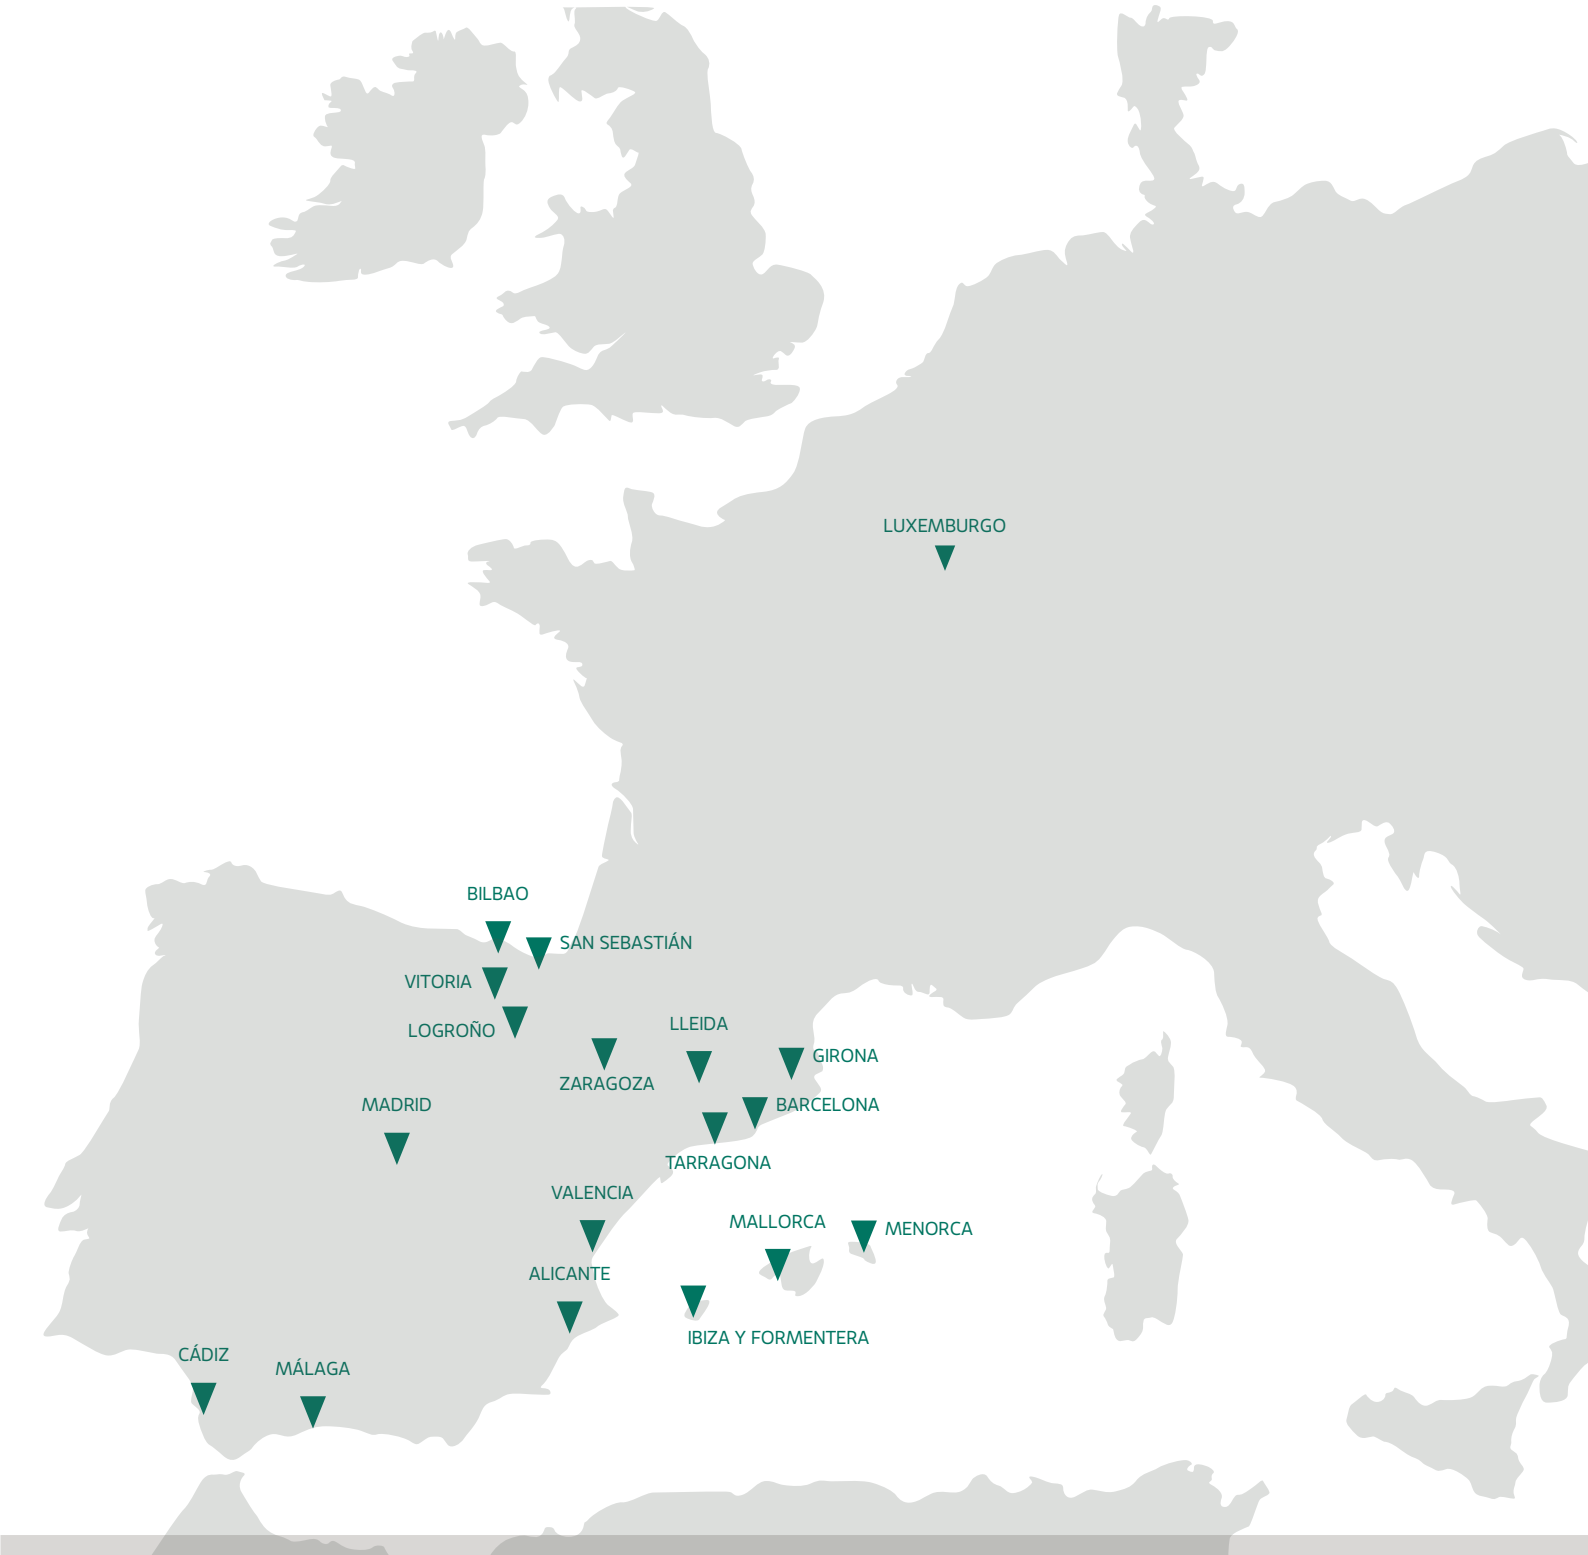 LUXEMBURGO
BILBAO
SAN SEBASTIÁN
VITORIA
LOGROÑO
LLEIDA
GIRONA
ZARAGOZA
MADRID
BARCELONA
TARRAGONA
VALENCIA
MALLORCA
MENORCA
ALICANTE
IBIZA Y FORMENTERA
CÁDIZ
MÁLAGA